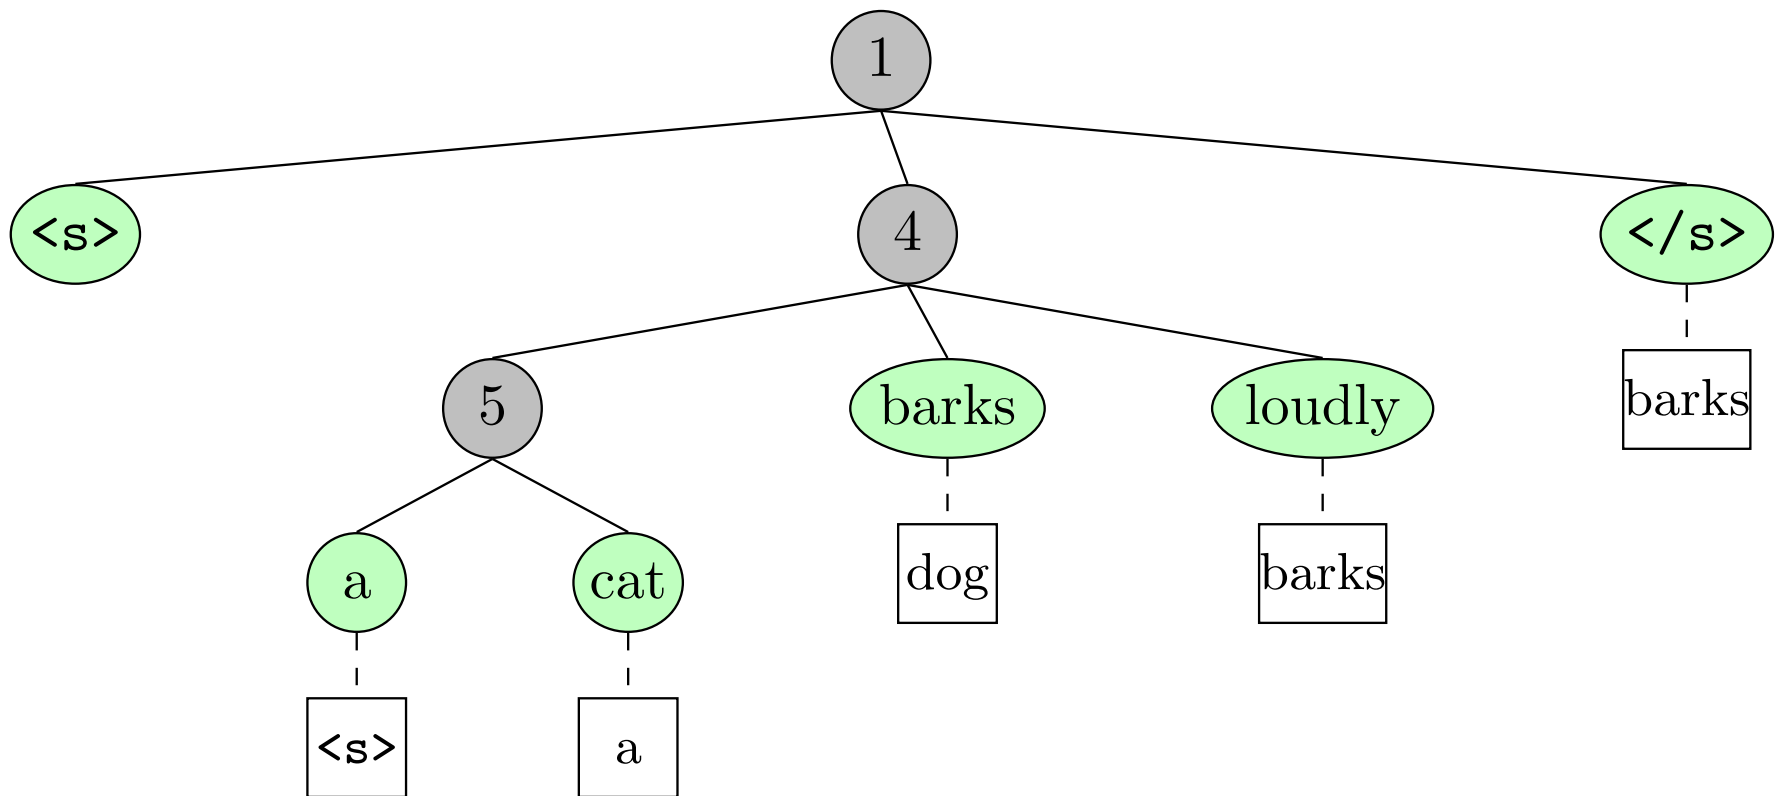 1
<s> 4 </s>
5 barks loudly barks
a cat dog barks
<s> a